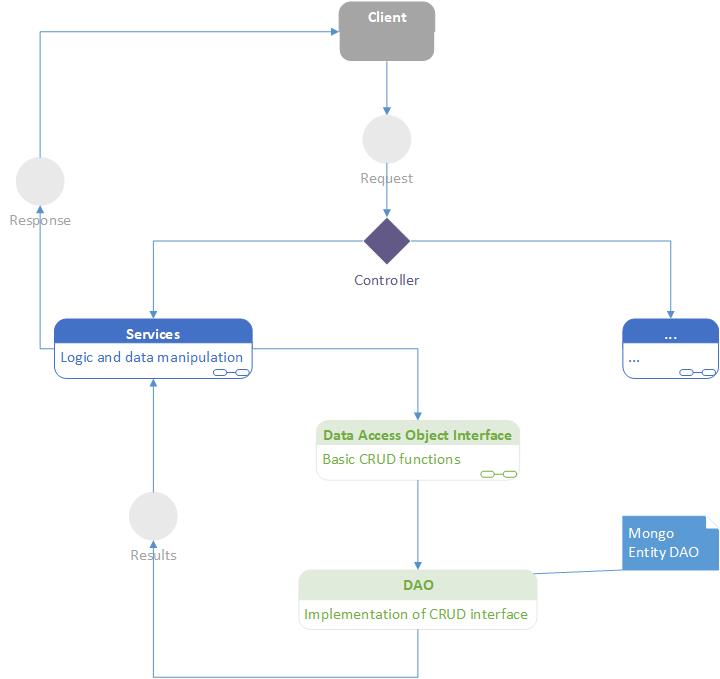 Client
Request
Response
Controller
Services
Logic and data manipulation
...
...
Data Access Object Interface
Basic CRUD functions
Results
Mongo
Entity DAO
DAO
Implementation of CRUD interface